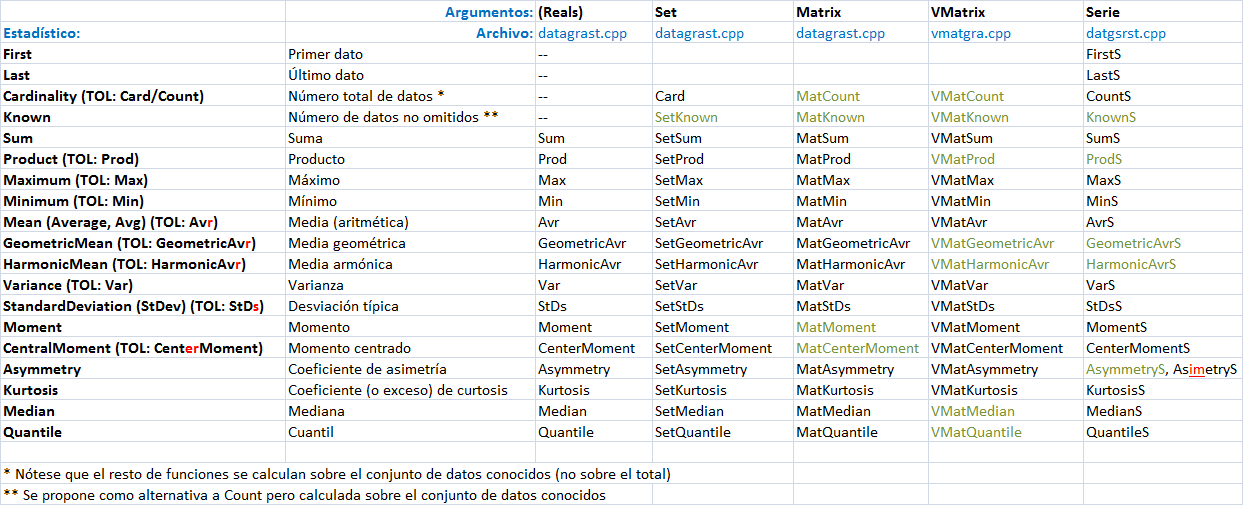 Argumentos: (Reals) Set Matrix VMatrix Serie
Estadístico: Archivo: datagrast.cpp datagrast.cpp datagrast.cpp vmatgra.cpp datgsrst.cpp
First Primer dato -- FirstS
Last Último dato -- LastS
Cardinality (TOL: Card/Count) Número total de datos * -- Card MatCount VMatCount CountS
Known Número de datos no omitidos ** -- SetKnown MatKnown VMatKnown KnownS
Sum Suma Sum SetSum MatSum VMatSum SumS
Product (TOL: Prod) Producto Prod SetProd MatProd VMatProd ProdS
Maximum (TOL: Max) Máximo Max SetMax MatMax VMatMax MaxS
Minimum (TOL: Min) Mínimo Min SetMin MatMin VMatMin MinS
Mean (Average, Avg) (TOL: Avr) Media (aritmética) Avr SetAvr MatAvr VMatAvr AvrS
GeometricMean (TOL: GeometricAvr) Media geométrica GeometricAvr SetGeometricAvr MatGeometricAvr VMatGeometricAvr GeometricAvrS
HarmonicMean (TOL: HarmonicAvr) Media armónica HarmonicAvr SetHarmonicAvr MatHarmonicAvr VMatHarmonicAvr HarmonicAvrS
Variance (TOL: Var) Varianza Var SetVar MatVar VMatVar VarS
StandardDeviation (StDev) (TOL: StDs) Desviación típica StDs SetStDs MatStDs VMatStDs StDsS
Moment Momento Moment SetMoment MatMoment VMatMoment MomentS
CentralMoment (TOL: CenterMoment) Momento centrado CenterMoment SetCenterMoment MatCenterMoment VMatCenterMoment CenterMomentS
Asymmetry Coeficiente de asimetría Asymmetry SetAsymmetry MatAsymmetry VMatAsymmetry AsymmetryS, AsimetryS
Kurtosis Coeficiente (o exceso) de curtosis Kurtosis SetKurtosis MatKurtosis VMatKurtosis KurtosisS
Median Mediana Median SetMedian MatMedian VMatMedian MedianS
Quantile Cuantil Quantile SetQuantile MatQuantile VMatQuantile QuantileS
* Nótese que el resto de funciones se calculan sobre el conjunto de datos conocidos (no sobre el total)
** Se propone como alternativa a Count pero calculada sobre el conjunto de datos conocidos